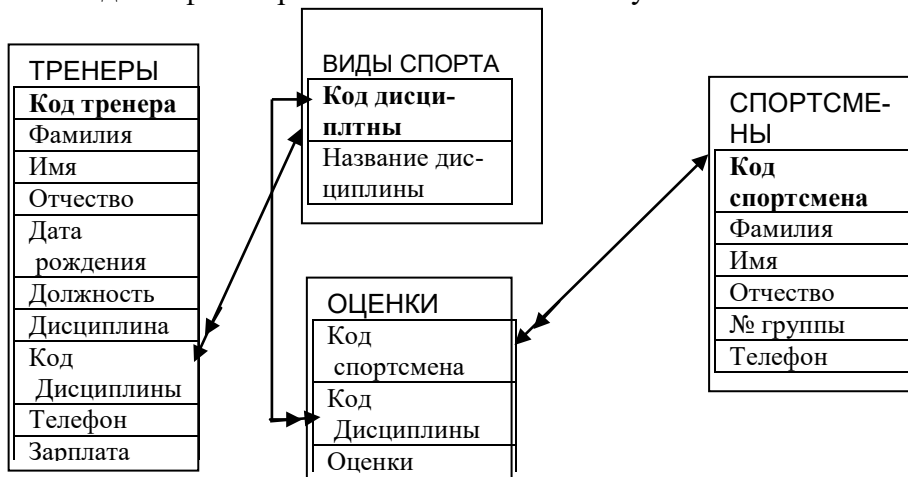 ТРЕНЕРЫ
Код тренера
Фамилия
Имя
Отчество
Дата
рождения
Должность
Дисциплина
Код
Дисциплины
Телефон
Зарплата
ВИДЫ СПОРТА
Код дисци-
плтны
Название дис-
циплины
ОЦЕНКИ
Код
спортсмена
Код
Дисциплины
Оценки
СПОРТСМЕ-
НЫ
Код
спортсмена
Фамилия
Имя
Отчество
№ группы
Телефон